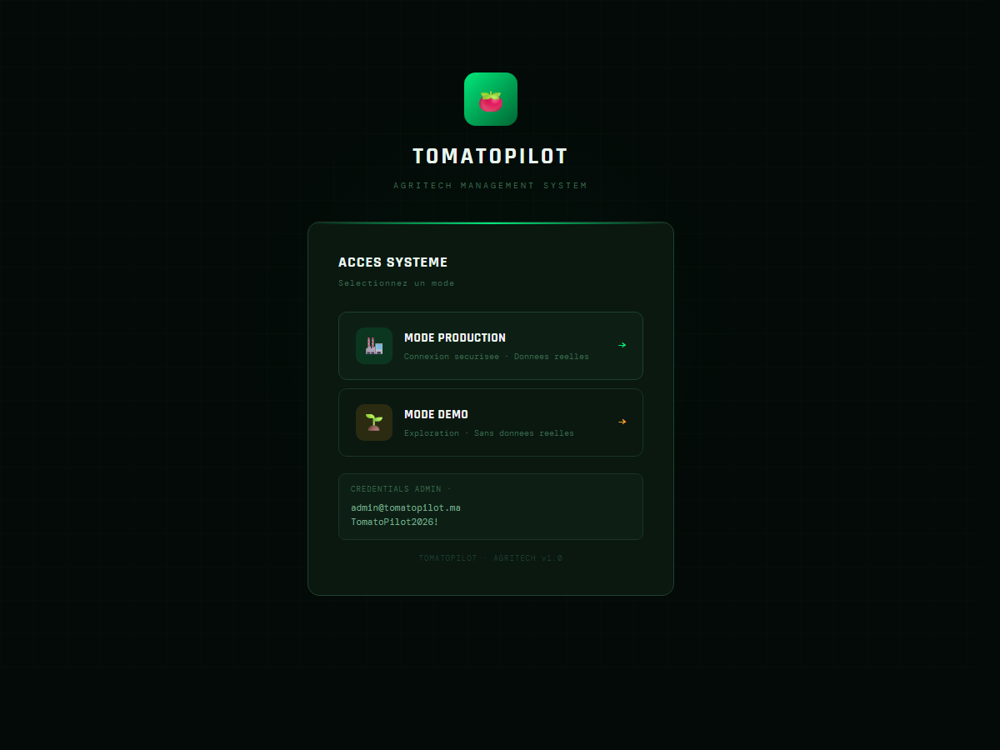 TOMATOPILOT
AGRITECH MANAGEMENT SYSTEM
ACCES SYSTEME
Selectionnez un mode
MODE PRODUCTION
Connexion securisee · Donnees reelles
→
MODE DEMO
Exploration · Sans donnees reelles
→
CREDENTIALS ADMIN ·
admin@tomatopilot.ma
TomatoPilot2026!
TOMATOPILOT · AGRITECH v1.0